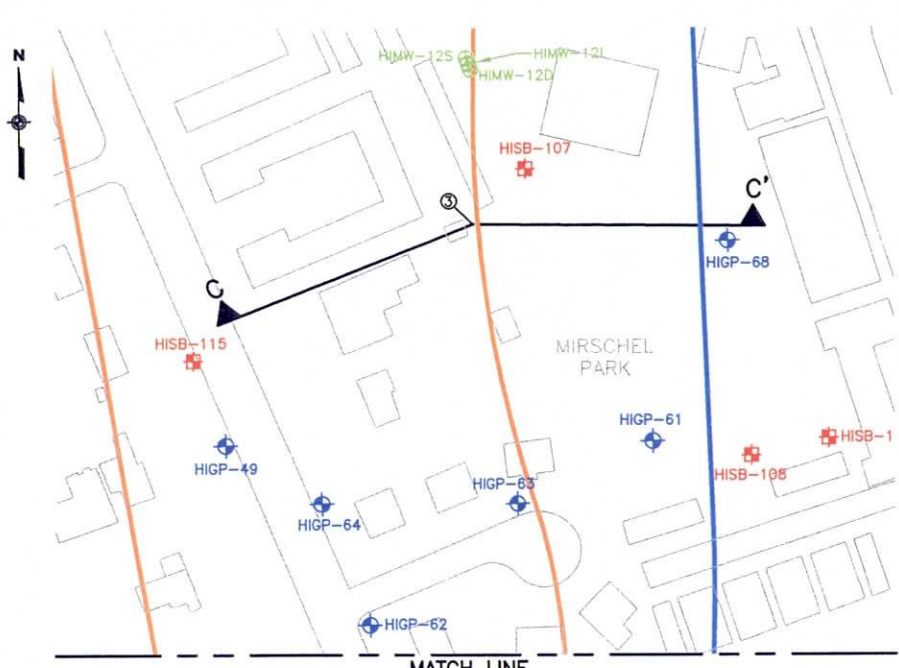 N
HIMW-12S
HIMW-12I
HIMW-12D
HISB-107
3
C'
HIGP-68
C
HISB-115
MIRSCHEL
PARK
HIGP-61
HISB-1
HIGP-49
HISB-108
HIGP-63
HIGP-64
HIGP-62
MATCH LINE